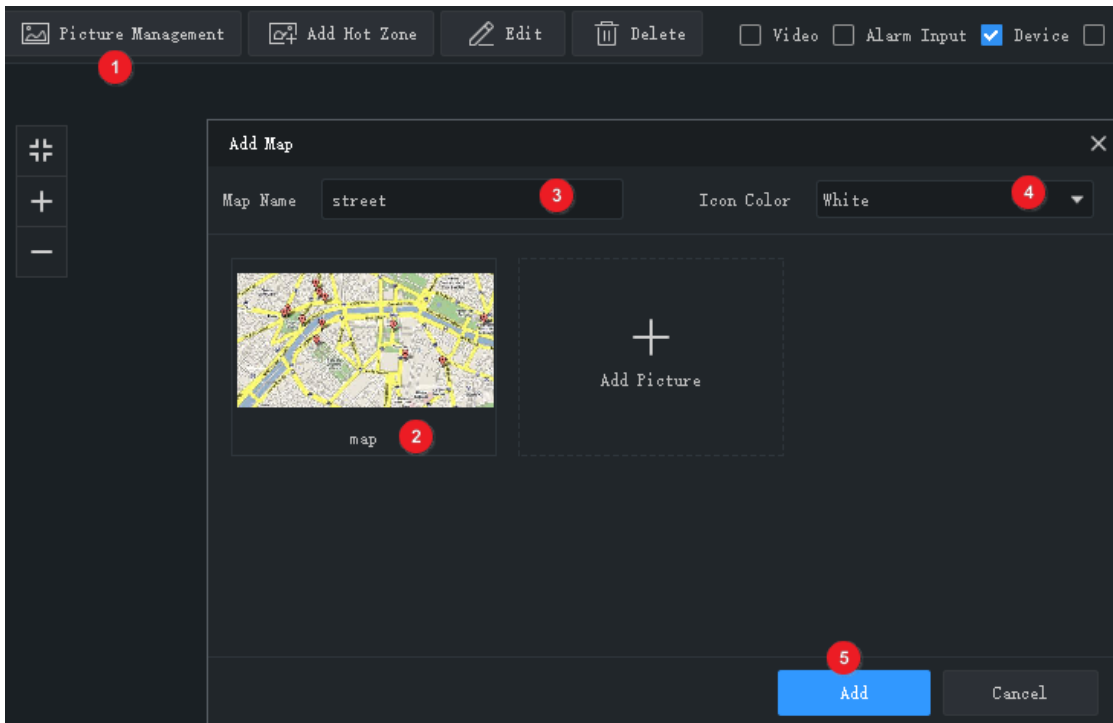 Picture Management Add Hot Zone Edit Delete Video Alarm Input Device
1
Add Map
Map Name street 3 Icon Color White 4
Add Picture
map 2
5
Add Cancel